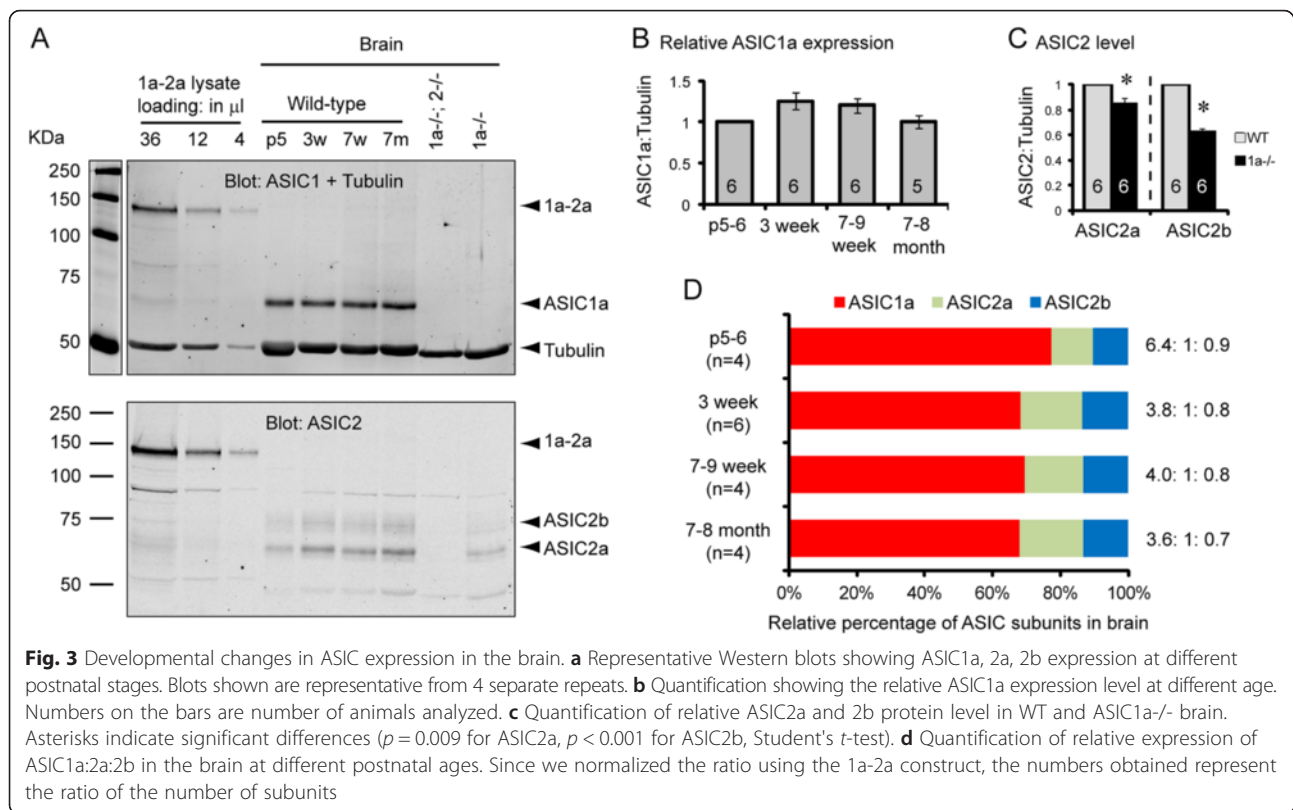 A
Brain
1a-2a lysate
loading: in µl
Wild-type
1a-/-; 2-/-
1a-/-
KDa
36 12 4 p5 3w 7w 7m
250
150
100
75
50
Blot: ASIC1 + Tubulin
1a-2a
ASIC1a
Tubulin
250
150
100
75
50
Blot: ASIC2
1a-2a
ASIC2b
ASIC2a
B Relative ASIC1a expression
ASIC1a:Tubulin
1.5
1
0.5
0
6 6 6 5
p5-6 3 week 7-9 week 7-8 month
C ASIC2 level
ASIC2:Tubulin
1
0.8
0.6
0.4
0.2
0
* *
6 6 6 6
ASIC2a ASIC2b
WT
1a-/-
D
ASIC1a ASIC2a ASIC2b
p5-6
(n=4)
6.4: 1: 0.9
3 week
(n=6)
3.8: 1: 0.8
7-9 week
(n=4)
4.0: 1: 0.8
7-8 month
(n=4)
3.6: 1: 0.7
0% 20% 40% 60% 80% 100%
Relative percentage of ASIC subunits in brain
Fig. 3 Developmental changes in ASIC expression in the brain. a Representative Western blots showing ASIC1a, 2a, 2b expression at different
postnatal stages. Blots shown are representative from 4 separate repeats. b Quantification showing the relative ASIC1a expression level at different age.
Numbers on the bars are number of animals analyzed. c Quantification of relative ASIC2a and 2b protein level in WT and ASIC1a-/- brain.
Asterisks indicate significant differences (p = 0.009 for ASIC2a, p < 0.001 for ASIC2b, Student's t-test). d Quantification of relative expression of
ASIC1a:2a:2b in the brain at different postnatal ages. Since we normalized the ratio using the 1a-2a construct, the numbers obtained represent
the ratio of the number of subunits